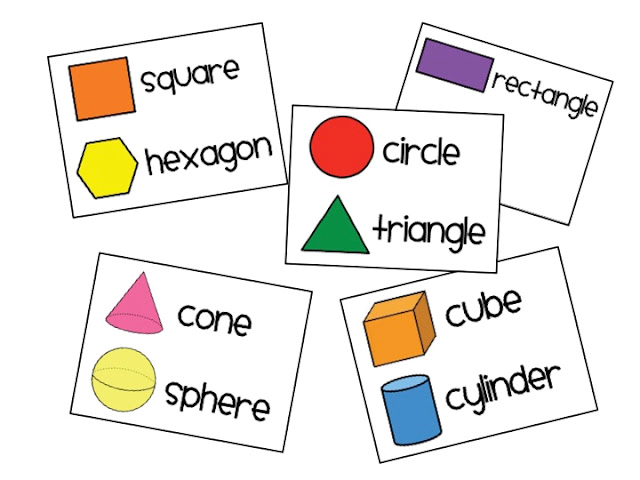 square
hexagon
rectangle
circle
triangle
cone
sphere
cube
cylinder